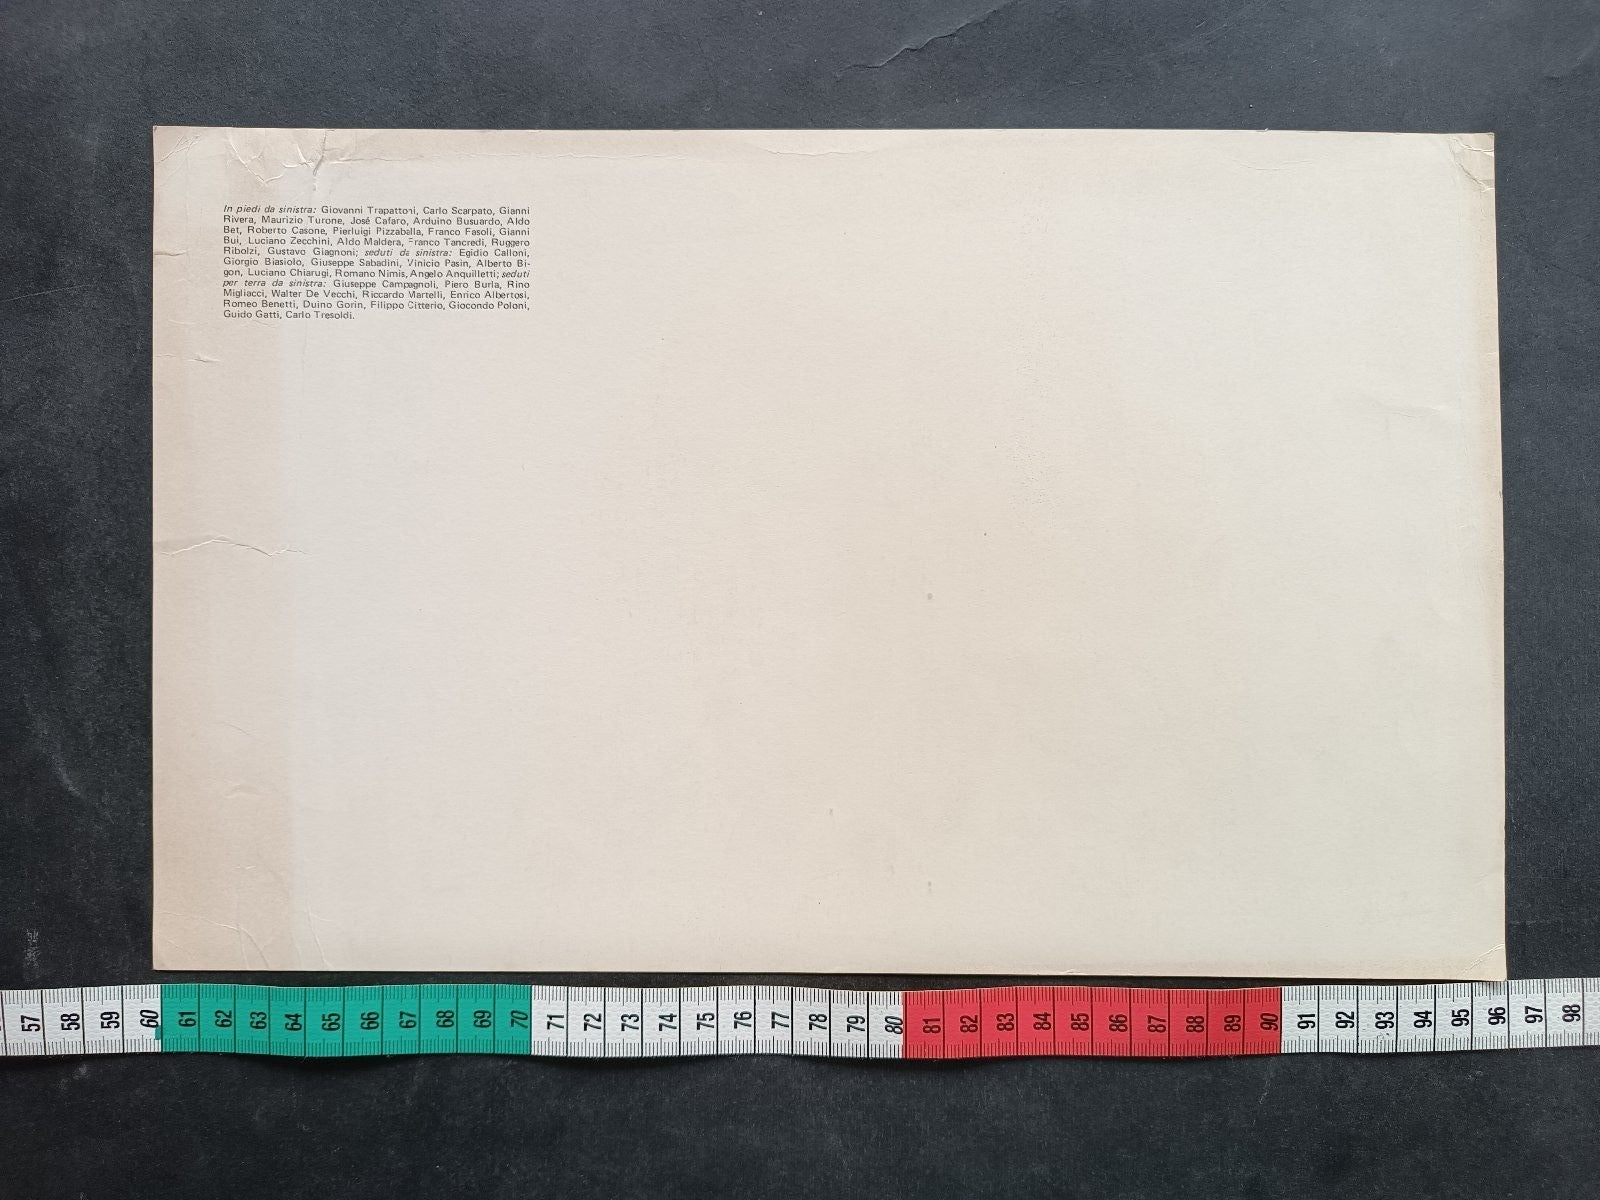 In piedi da sinistra: Giovanni Trapattoni, Carlo Scarpato, Gianni
Rivera, Maurizio Turone, José Cafaro, Arduino Busuardo, Aldo
Bet, Roberto Casone, Pierluigi Pizzaballa, Franco Fasoli, Gianni
Bui, Luciano Zecchini, Aldo Maldera, Franco Tancredi, Ruggero
Ribolzi, Gustavo Giagnoni; seduti da sinistra: Egidio Calloni,
Giorgio Biasiolo, Giuseppe Sabadini, Vinicio Pasin, Alberto Bi-
gon, Luciano Chiarugi, Romano Nimis, Angelo Anquilletti; seduti
per terra da sinistra: Giuseppe Campagnoli, Piero Burla, Rino
Migliacci, Walter De Vecchi, Riccardo Martelli, Enrico Albertosi,
Romeo Benetti, Duino Gorin, Filippo Citterio, Giocondo Poloni,
Guido Gatti, Carlo Tresoldi.
57 58 59 60 61 62 63 64 65 66 67 68 69 70 71 72 73 74 75 76 77 78 79 80 81 82 83 84 85 86 87 88 89 90 91 92 93 94 95 96 97 98